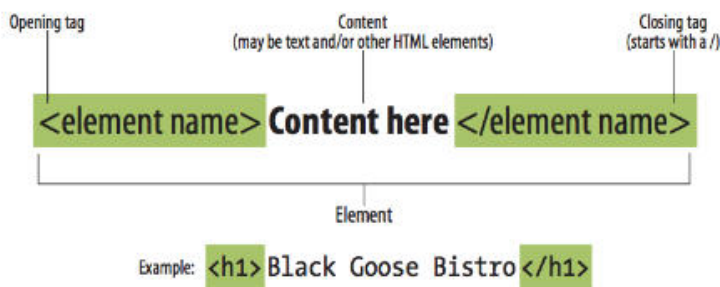 Opening tag
Content
(may be text and/or other HTML elements)
Closing tag
(starts with a /)
<element name> Content here </element name>
Element
Example: <h1> Black Goose Bistro </h1>